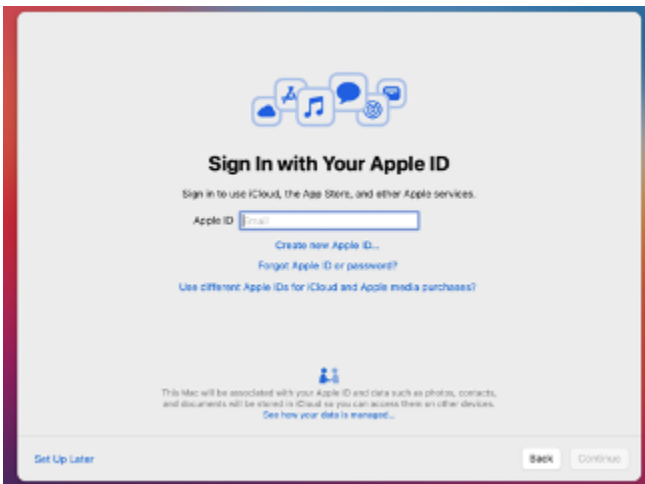 Sign In with Your Apple ID
Sign in to use iCloud, the App Store, and other Apple services.
Apple ID Email
Create new Apple ID...
Forgot Apple ID or password?
Use different Apple IDs for iCloud and Apple media purchases?
This Mac will be associated with your Apple ID and data such as photos, contacts,
and documents will be stored in iCloud so you can access them on other devices.
See how your data is managed...
Set Up Later Back Continue